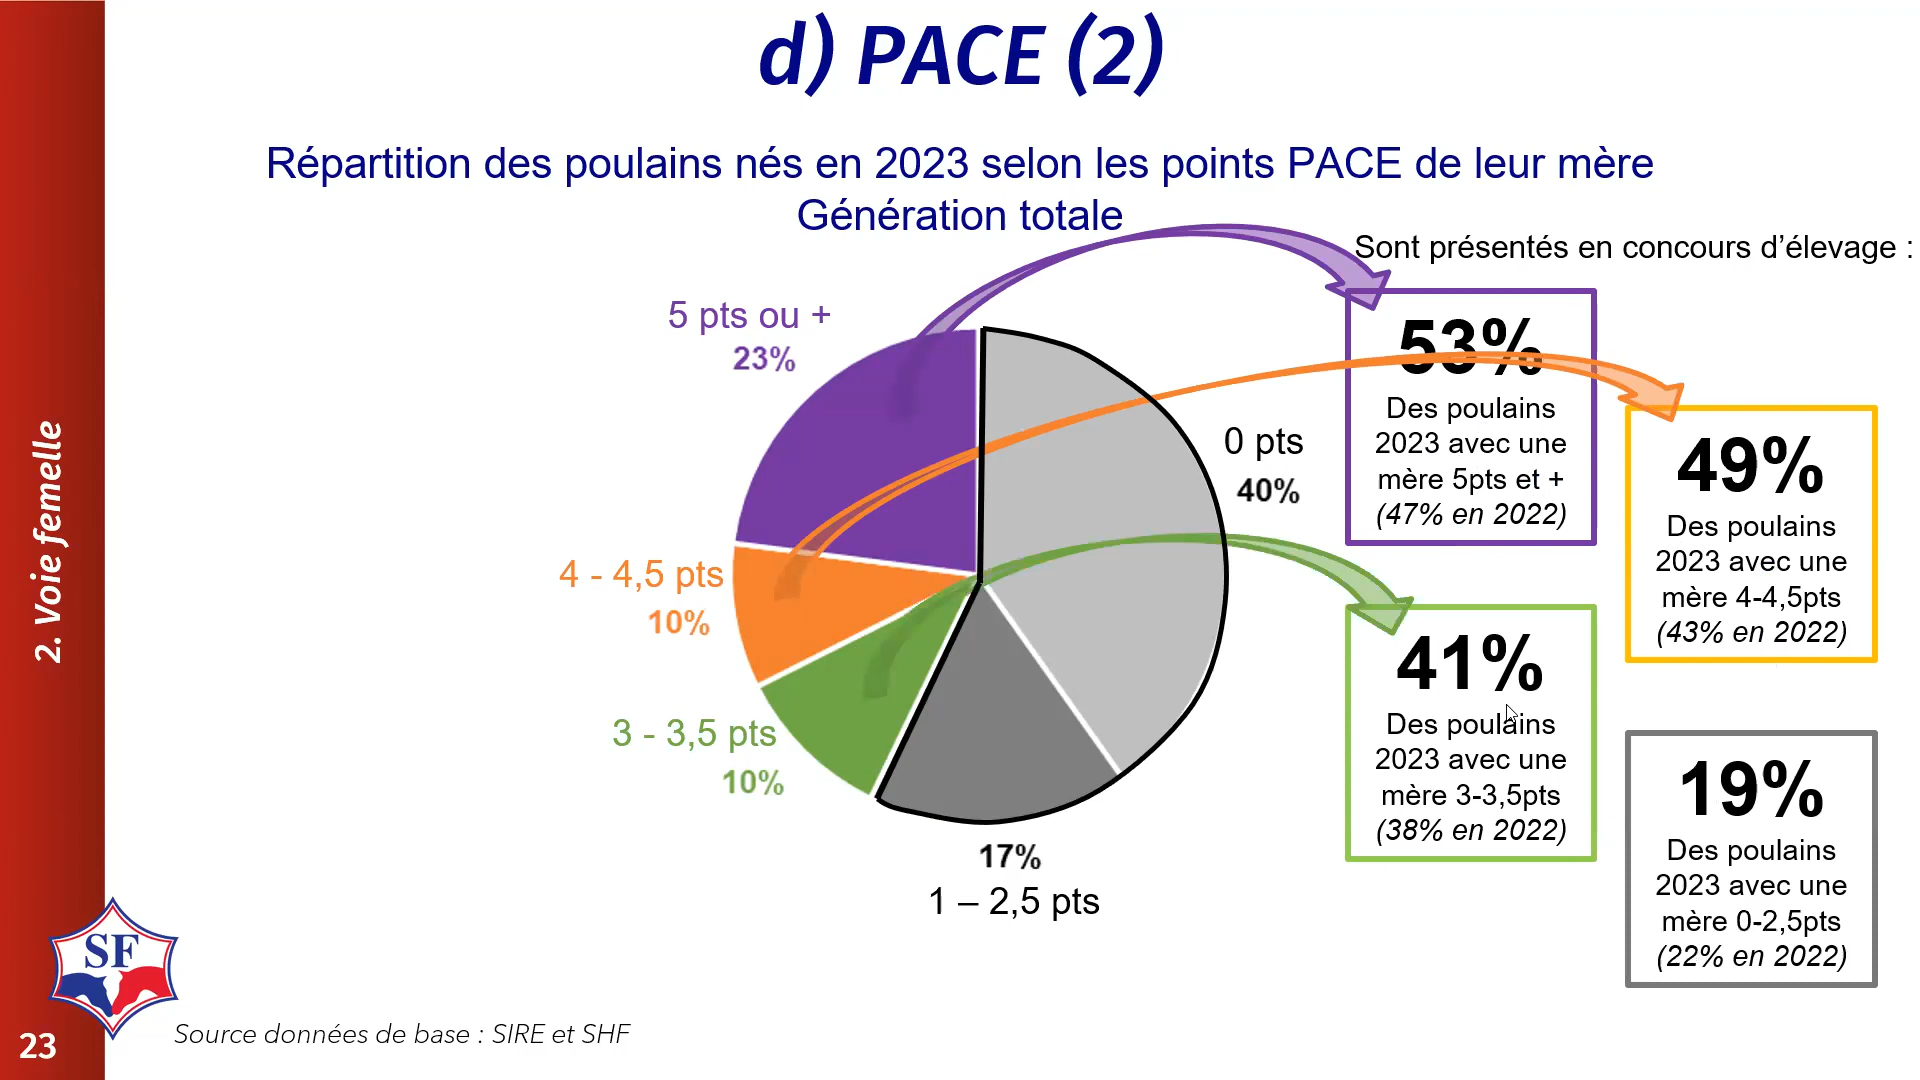 d) PACE (2)
Répartition des poulains nés en 2023 selon les points PACE de leur mère
Génération totale
Sont présentés en concours d’élevage :
5 pts ou +
23%
4 - 4,5 pts
10%
3 - 3,5 pts
10%
17%
1 – 2,5 pts
0 pts
40%
53%
Des poulains
2023 avec une
mère 5pts et +
(47% en 2022)
49%
Des poulains
2023 avec une
mère 4-4,5pts
(43% en 2022)
41%
Des poulains
2023 avec une
mère 3-3,5pts
(38% en 2022)
19%
Des poulains
2023 avec une
mère 0-2,5pts
(22% en 2022)
2. Voie femelle
SF
23
Source données de base : SIRE et SHF